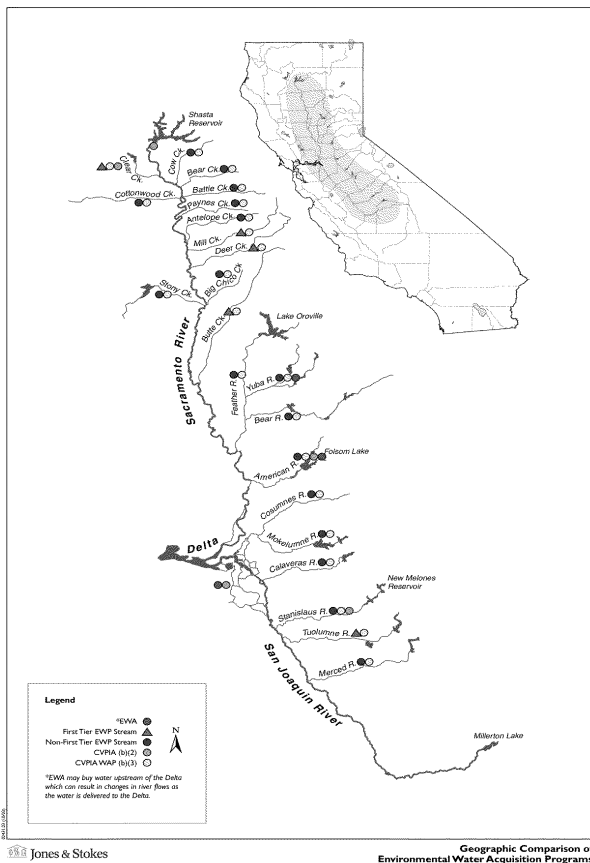 Shasta
Reservoir
Cow Ck.
Clear
Ck.
Bear Ck.
Cottonwood Ck.
Battle Ck.
Paynes Ck.
Antelope Ck.
Mill Ck.
Deer Ck.
Big Chico Ck.
Stony Ck.
Butte Ck.
Lake Oroville
Sacramento River
Feather R.
Yuba R.
Bear R.
American R.
Folsom Lake
Cosumnes R.
Delta
Mokelumne R.
Calaveras R.
New Melones
Reservoir
Stanislaus R.
Tuolumne R.
Merced R.
San Joaquin River
Millerton Lake
Legend
*EWA
First Tier EWP Stream
Non-First Tier EWP Stream
CVPIA (b)(2)
CVPIA WAP (b)(3)
N
*EWA may buy water upstream of the Delta
which can result in changes in river flows as
the water is delivered to the Delta.
Jones & Stokes
Geographic Comparison of
Environmental Water Acquisition Programs